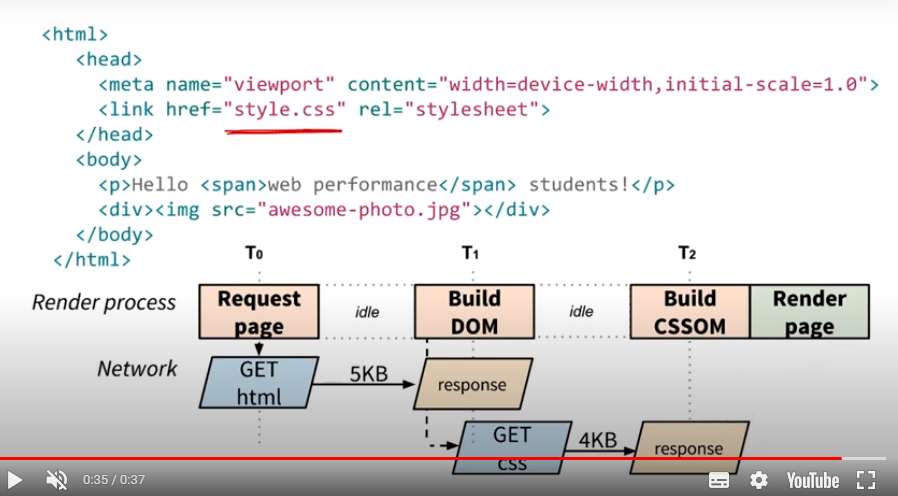 <html>
<head>
<meta name="viewport" content="width=device-width,initial-scale=1.0">
<link href="style.css" rel="stylesheet">
</head>
<body>
<p>Hello <span>web performance</span> students!</p>
<div><img src="awesome-photo.jpg"></div>
</body>
</html>
T0 T1 T2
Render process
Request
page
idle
Build
DOM
idle
Build
CSSOM
Render
page
Network
GET
html
5KB
response
GET
css
4KB
response
0:35 / 0:37
YouTube